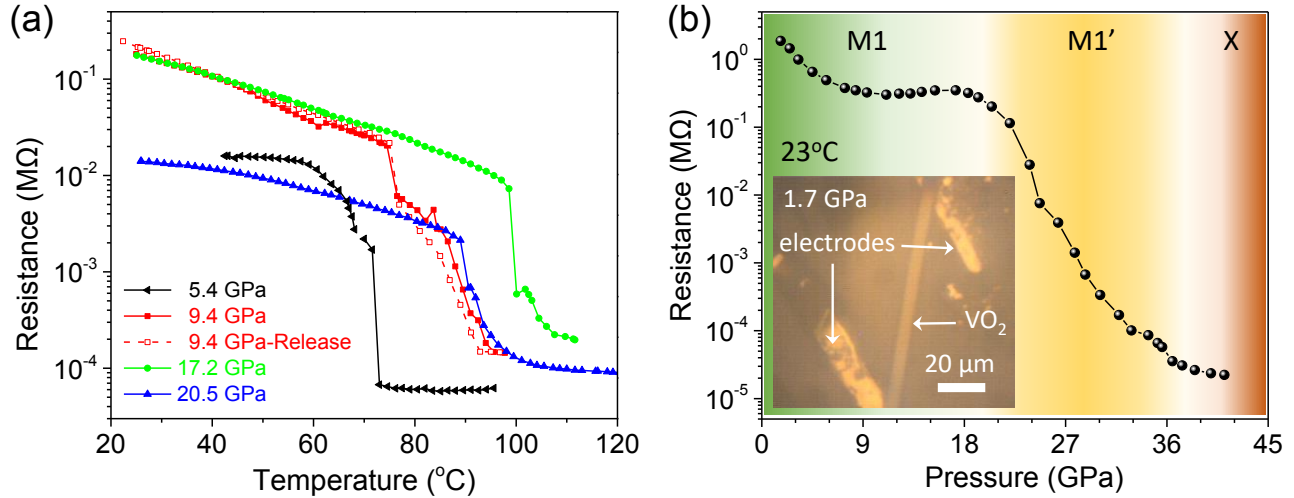 (a)
Resistance (MΩ)
10⁻¹
10⁻²
10⁻³
10⁻⁴
5.4 GPa
9.4 GPa
9.4 GPa-Release
17.2 GPa
20.5 GPa
20 40 60 80 100 120
Temperature (ᵒC)
(b)
Resistance (MΩ)
10⁰
10⁻¹
10⁻²
10⁻³
10⁻⁴
10⁻⁵
M1 M1’ X
23ᵒC
1.7 GPa
electrodes
VO₂
20 µm
0 9 18 27 36 45
Pressure (GPa)